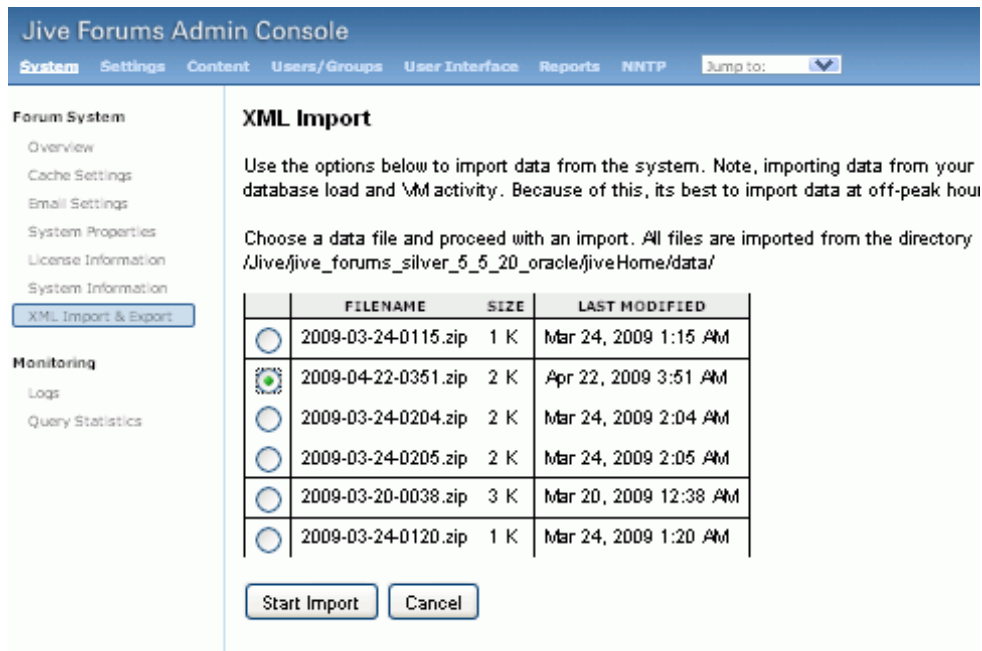 Jive Forums Admin Console
System Settings Content Users/Groups User Interface Reports NNTP Jump to:
Forum System
Overview
Cache Settings
Email Settings
System Properties
License Information
System Information
XML Import & Export
Monitoring
Logs
Query Statistics
XML Import
Use the options below to import data from the system. Note, importing data from your
database load and VM activity. Because of this, its best to import data at off-peak hou
Choose a data file and proceed with an import. All files are imported from the directory
/Jive/jive_forums_silver_5_5_20_oracle/jiveHome/data/
FILENAME SIZE LAST MODIFIED
2009-03-24-0115.zip 1 K Mar 24, 2009 1:15 AM
2009-04-22-0351.zip 2 K Apr 22, 2009 3:51 AM
2009-03-24-0204.zip 2 K Mar 24, 2009 2:04 AM
2009-03-24-0205.zip 2 K Mar 24, 2009 2:05 AM
2009-03-20-0038.zip 3 K Mar 20, 2009 12:38 AM
2009-03-24-0120.zip 1 K Mar 24, 2009 1:20 AM
Start Import Cancel